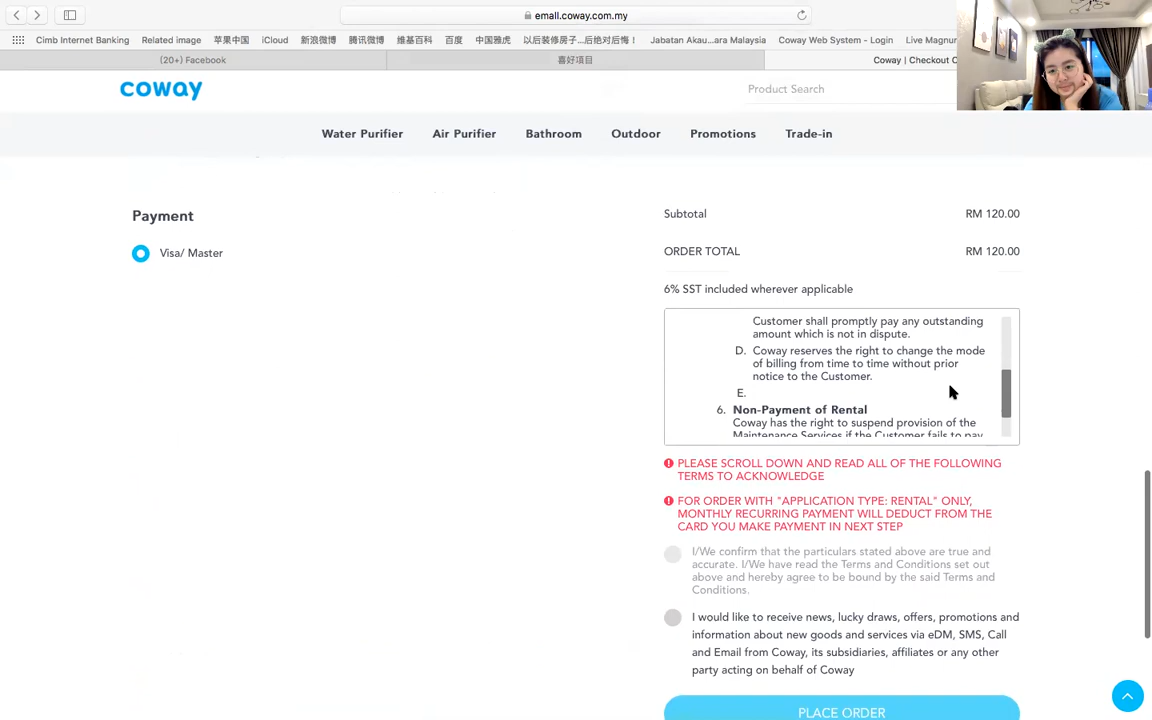 email.coway.com.my
Cimb Internet Banking Related image 苹果中国 iCloud 新浪微博 腾讯微博 维基百科 百度 中国雅虎 以后装修房子...后绝对后悔！ Jabatan Akau...ara Malaysia Coway Web System - Login Live Magnu
(20+) Facebook 喜好項目 Coway | Checkout C
coway
Product Search
Water Purifier Air Purifier Bathroom Outdoor Promotions Trade-in
Payment
Visa/ Master
Subtotal RM 120.00
ORDER TOTAL RM 120.00
6% SST included wherever applicable
Customer shall promptly pay any outstanding
amount which is not in dispute.
D. Coway reserves the right to change the mode
of billing from time to time without prior
notice to the Customer.
E.
6. Non-Payment of Rental
Coway has the right to suspend provision of the
Maintenance Services if the Customer fails to pay
PLEASE SCROLL DOWN AND READ ALL OF THE FOLLOWING
TERMS TO ACKNOWLEDGE
FOR ORDER WITH "APPLICATION TYPE: RENTAL" ONLY,
MONTHLY RECURRING PAYMENT WILL DEDUCT FROM THE
CARD YOU MAKE PAYMENT IN NEXT STEP
I/We confirm that the particulars stated above are true and
accurate. I/We have read the Terms and Conditions set out
above and hereby agree to be bound by the said Terms and
Conditions.
I would like to receive news, lucky draws, offers, promotions and
information about new goods and services via eDM, SMS, Call
and Email from Coway, its subsidiaries, affiliates or any other
party acting on behalf of Coway
PLACE ORDER